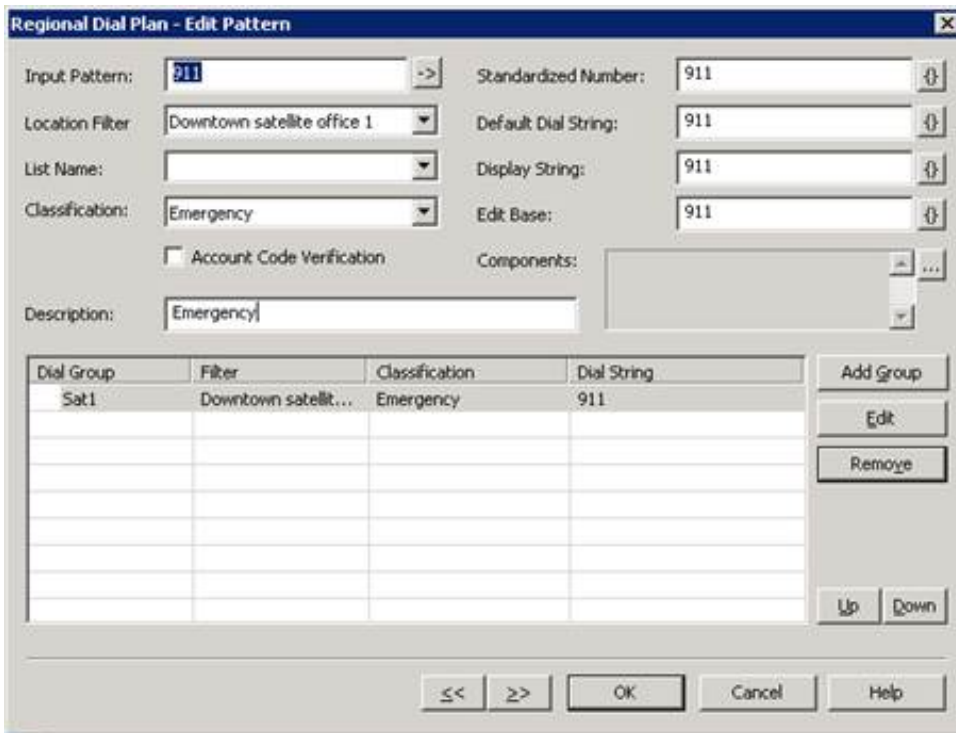 Regional Dial Plan - Edit Pattern
Input Pattern: 911 -> Standardized Number: 911 {}
Location Filter Downtown satellite office 1 Default Dial String: 911 {}
List Name: Display String: 911 {}
Classification: Emergency Edit Base: 911 {}
Account Code Verification Components: ...
Description: Emergency
Dial Group Filter Classification Dial String Add Group
Sat1 Downtown satellit... Emergency 911
Edit
Remove
Up Down
<< >> OK Cancel Help